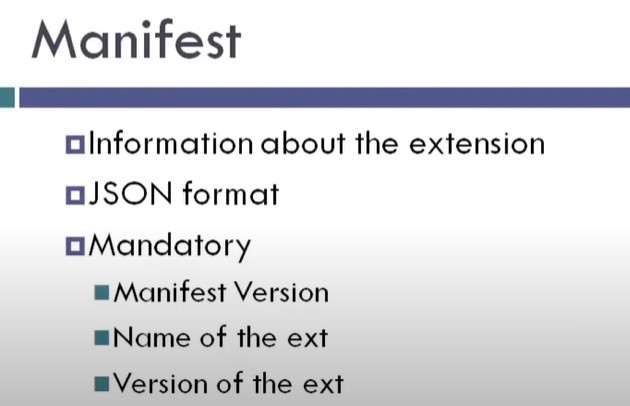 Manifest
Information about the extension
JSON format
Mandatory
Manifest Version
Name of the ext
Version of the ext